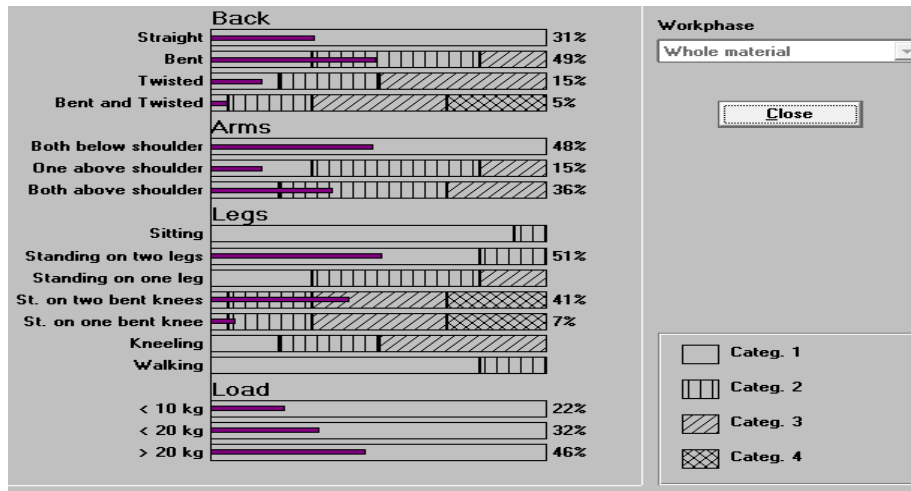 Back
Straight 31%
Bent 49%
Twisted 15%
Bent and Twisted 5%
Arms
Both below shoulder 48%
One above shoulder 15%
Both above shoulder 36%
Legs
Sitting
Standing on two legs 51%
Standing on one leg
St. on two bent knees 41%
St. on one bent knee 7%
Kneeling
Walking
Load
< 10 kg 22%
< 20 kg 32%
> 20 kg 46%
Workphase
Whole material
Close
Categ. 1
Categ. 2
Categ. 3
Categ. 4